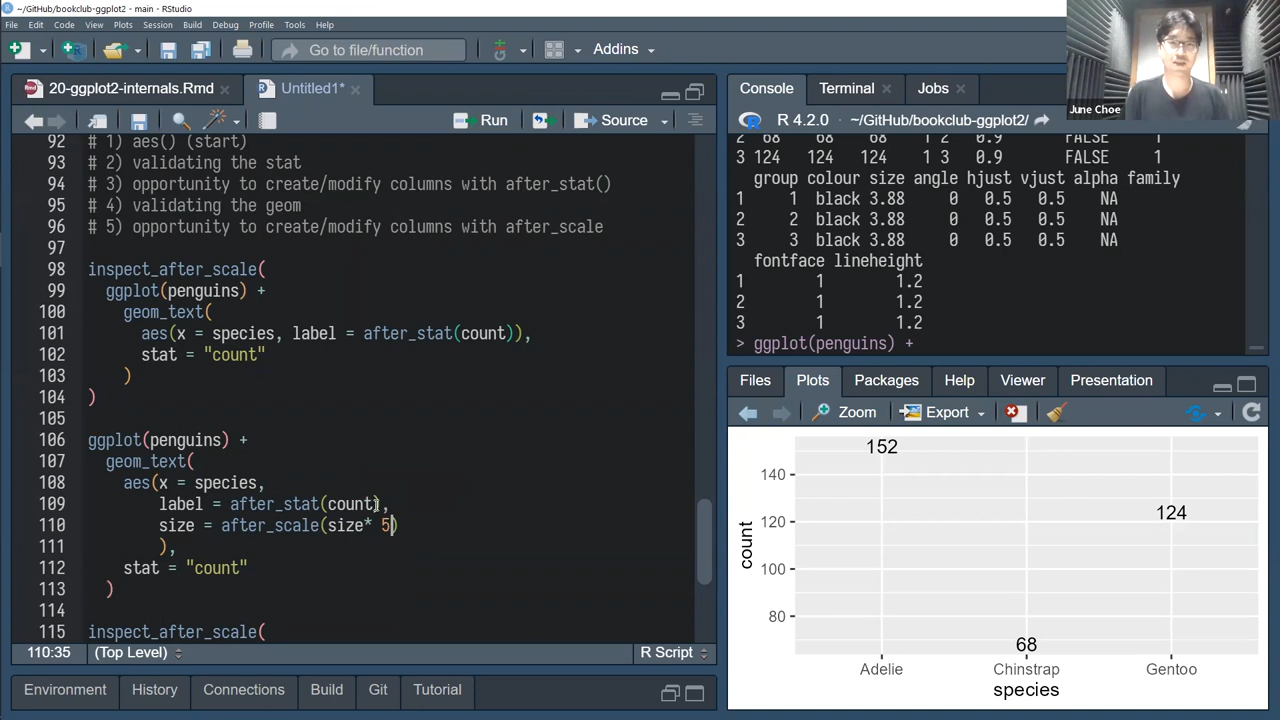 ~/GitHub/bookclub-ggplot2 - main - RStudio
File Edit Code View Plots Session Build Debug Profile Tools Help
Go to file/function
Addins
20-ggplot2-internals.Rmd
Untitled1*
Run
Source
92 # 1) aes() (start)
93 # 2) validating the stat
94 # 3) opportunity to create/modify columns with after_stat()
95 # 4) validating the geom
96 # 5) opportunity to create/modify columns with after_scale
97
98 inspect_after_scale(
99 ggplot(penguins) +
100 geom_text(
101 aes(x = species, label = after_stat(count)),
102 stat = "count"
103 )
104 )
105
106 ggplot(penguins) +
107 geom_text(
108 aes(x = species,
109 label = after_stat(count),
110 size = after_scale(size* 5)
111 ),
112 stat = "count"
113 )
114
115 inspect_after_scale(
110:35 (Top Level) R Script
Environment History Connections Build Git Tutorial
June Choe
Console Terminal Jobs
R 4.2.0 · ~/GitHub/bookclub-ggplot2/
2 68 68 68 1 2 0.9 FALSE 1
3 124 124 124 1 3 0.9 FALSE 1
group colour size angle hjust vjust alpha family
1 1 black 3.88 0 0.5 0.5 NA
2 2 black 3.88 0 0.5 0.5 NA
3 3 black 3.88 0 0.5 0.5 NA
fontface lineheight
1 1 1.2
2 1 1.2
3 1 1.2
> ggplot(penguins) +
Files Plots Packages Help Viewer Presentation
Zoom Export
152
140
124
120
100
80
68
count
Adelie Chinstrap Gentoo
species